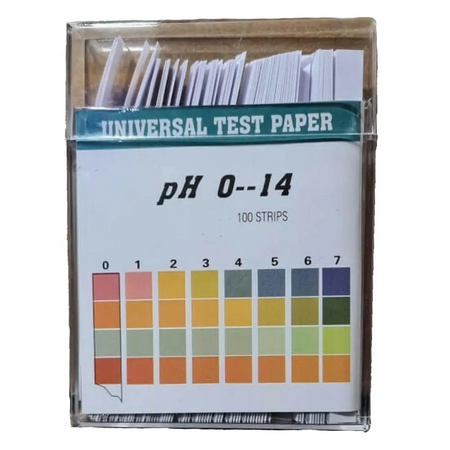 UNIVERSAL TEST PAPER
pH 0--14
100 STRIPS
0 1 2 3 4 5 6 7